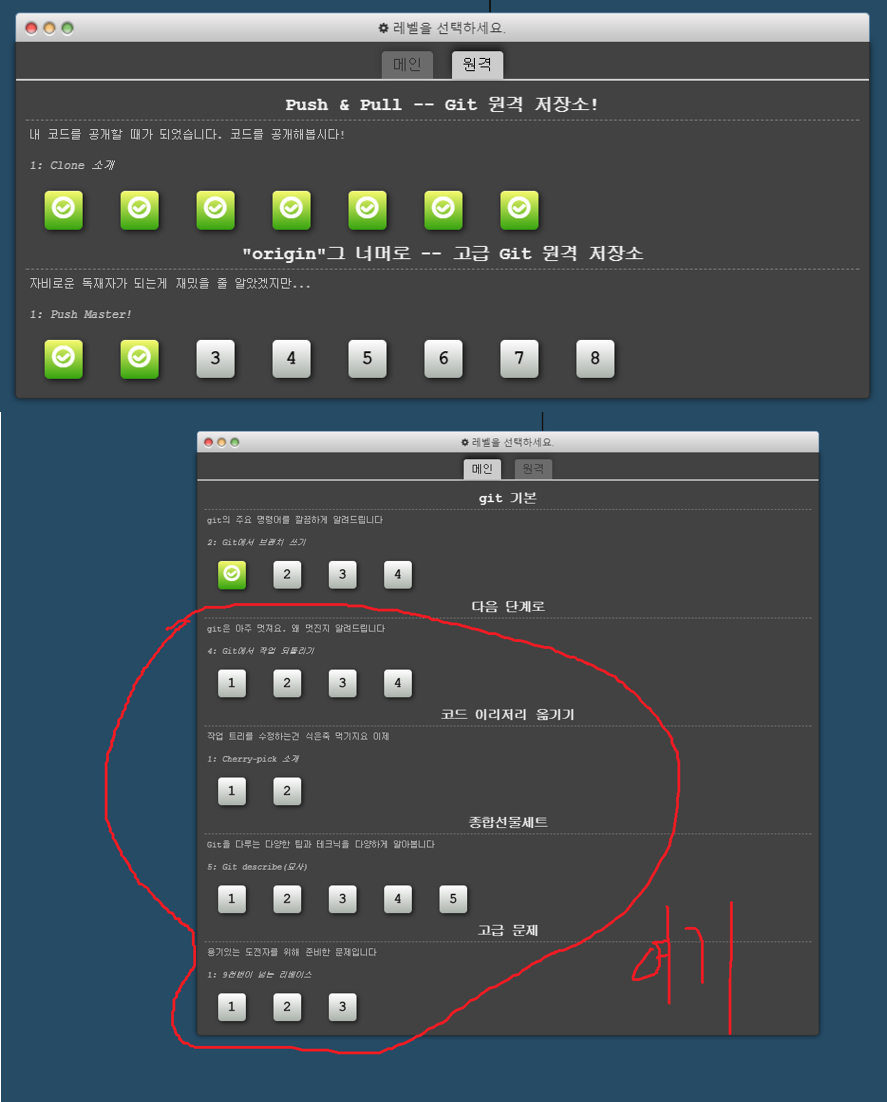 레벨을 선택하세요.
메인 원격
Push & Pull -- Git 원격 저장소!
내 코드를 공개할 때가 되었습니다. 코드를 공개해봅시다!
1: Clone 소개
"origin"그 너머로 -- 고급 Git 원격 저장소
자비로운 독재자가 되는게 재밌을 줄 알았겠지만...
1: Push Master!
3 4 5 6 7 8
레벨을 선택하세요.
메인 원격
git 기본
git의 주요 명령어를 깔끔하게 알려드립니다
2: Git에서 브랜치 쓰기
2 3 4
다음 단계로
git은 아주 멋져요. 왜 멋진지 알려드립니다
4: Git에서 작업 되돌리기
1 2 3 4
코드 이리저리 옮기기
작업 트리를 수정하는건 식은죽 먹기지요 이제
1: Cherry-pick 소개
1 2
종합선물세트
Git을 다루는 다양한 팁과 테크닉을 다양하게 알아봅니다
5: Git describe(묘사)
1 2 3 4 5
고급 문제
용기있는 도전자를 위해 준비한 문제입니다
1: 9천번이 넘는 리베이스
1 2 3
여기